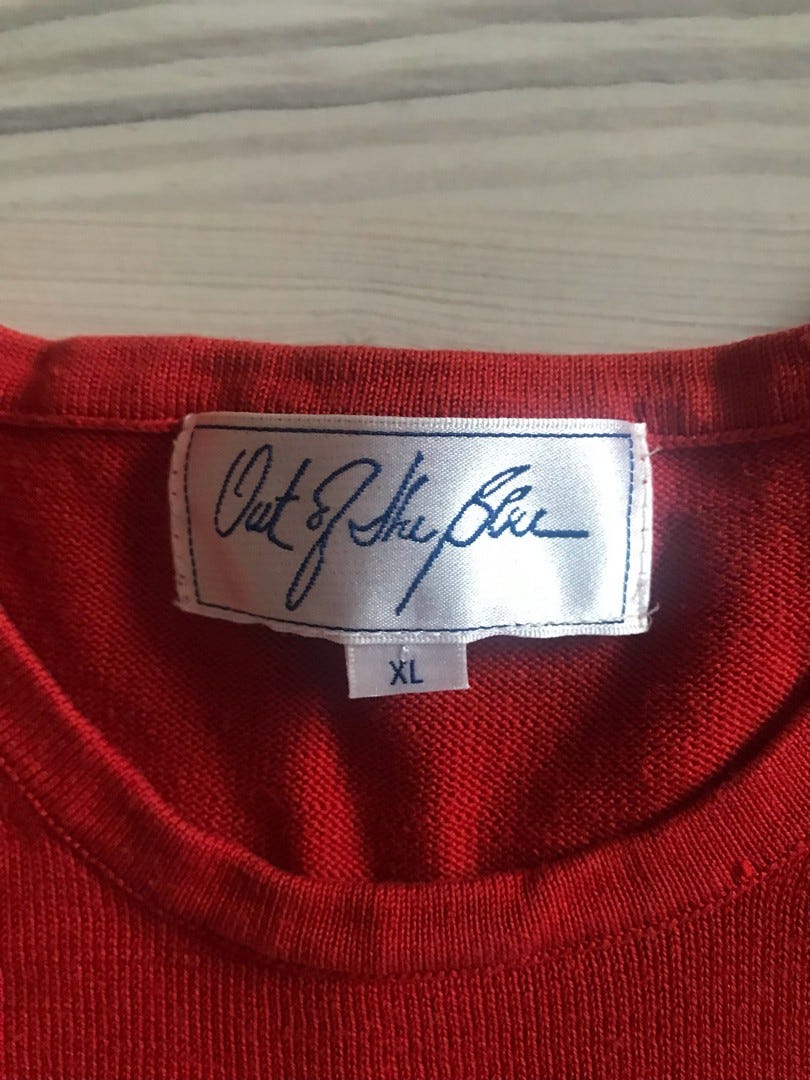 Out of the Blue
XL